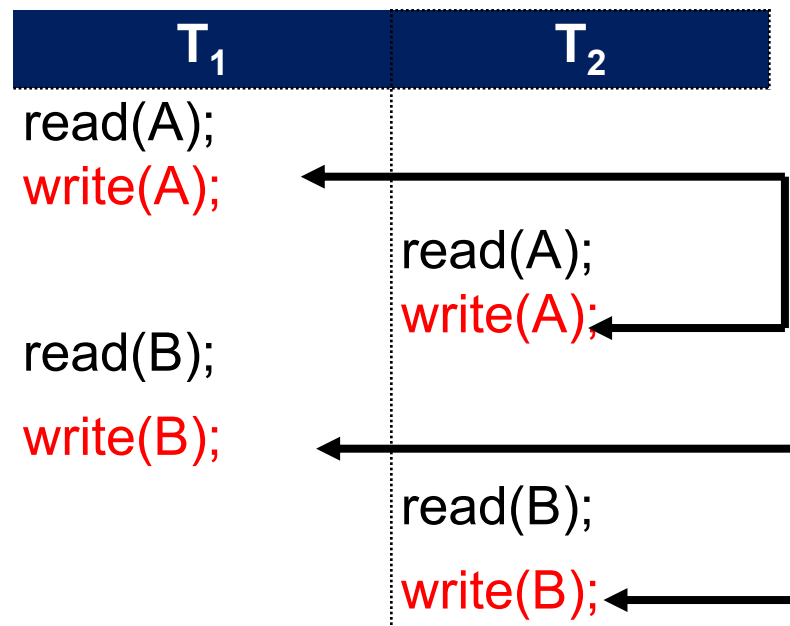 T₁ T₂
read(A);
write(A);
read(A);
write(A);
read(B);
write(B);
read(B);
write(B);